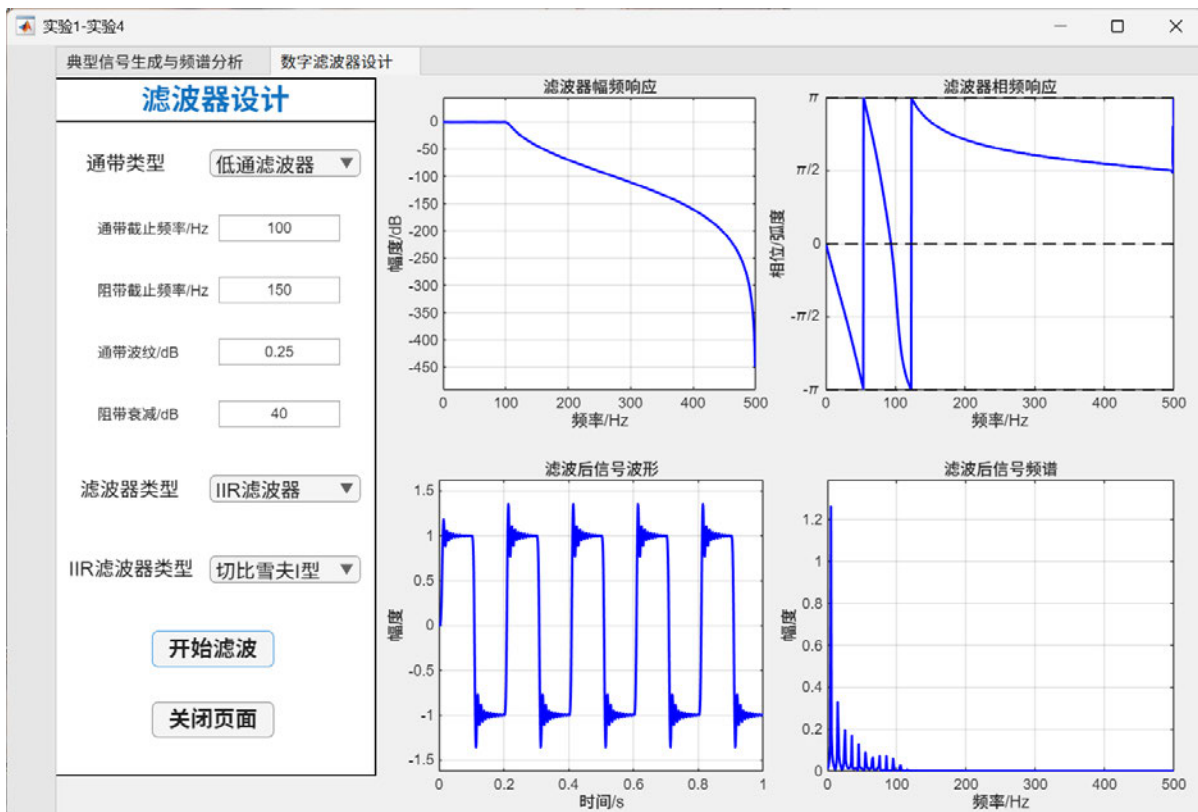 实验1-实验4
典型信号生成与频谱分析
数字滤波器设计
滤波器设计
通带类型 低通滤波器
通带截止频率/Hz 100
阻带截止频率/Hz 150
通带波纹/dB 0.25
阻带衰减/dB 40
滤波器类型 IIR滤波器
IIR滤波器类型 切比雪夫I型
开始滤波
关闭页面
滤波器幅频响应
幅度/dB
0
-50
-100
-150
-200
-250
-300
-350
-400
-450
0 100 200 300 400 500
频率/Hz
滤波器相频响应
相位/弧度
π
π/2
0
-π/2
-π
0 100 200 300 400 500
频率/Hz
滤波后信号波形
幅度
1.5
1
0.5
0
-0.5
-1
-1.5
0 0.2 0.4 0.6 0.8 1
时间/s
滤波后信号频谱
幅度
1.2
1
0.8
0.6
0.4
0.2
0
0 100 200 300 400 500
频率/Hz